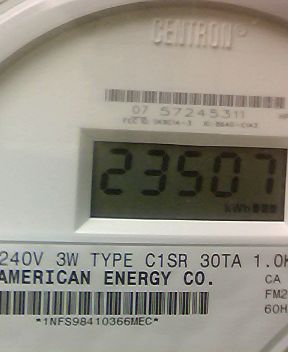 CENTRON®
07 57245311
23507
kWh
240V 3W TYPE C1SR 30TA 1.0K
AMERICAN ENERGY CO.
CA
FM2
60H
*1NFS98410366MEC*